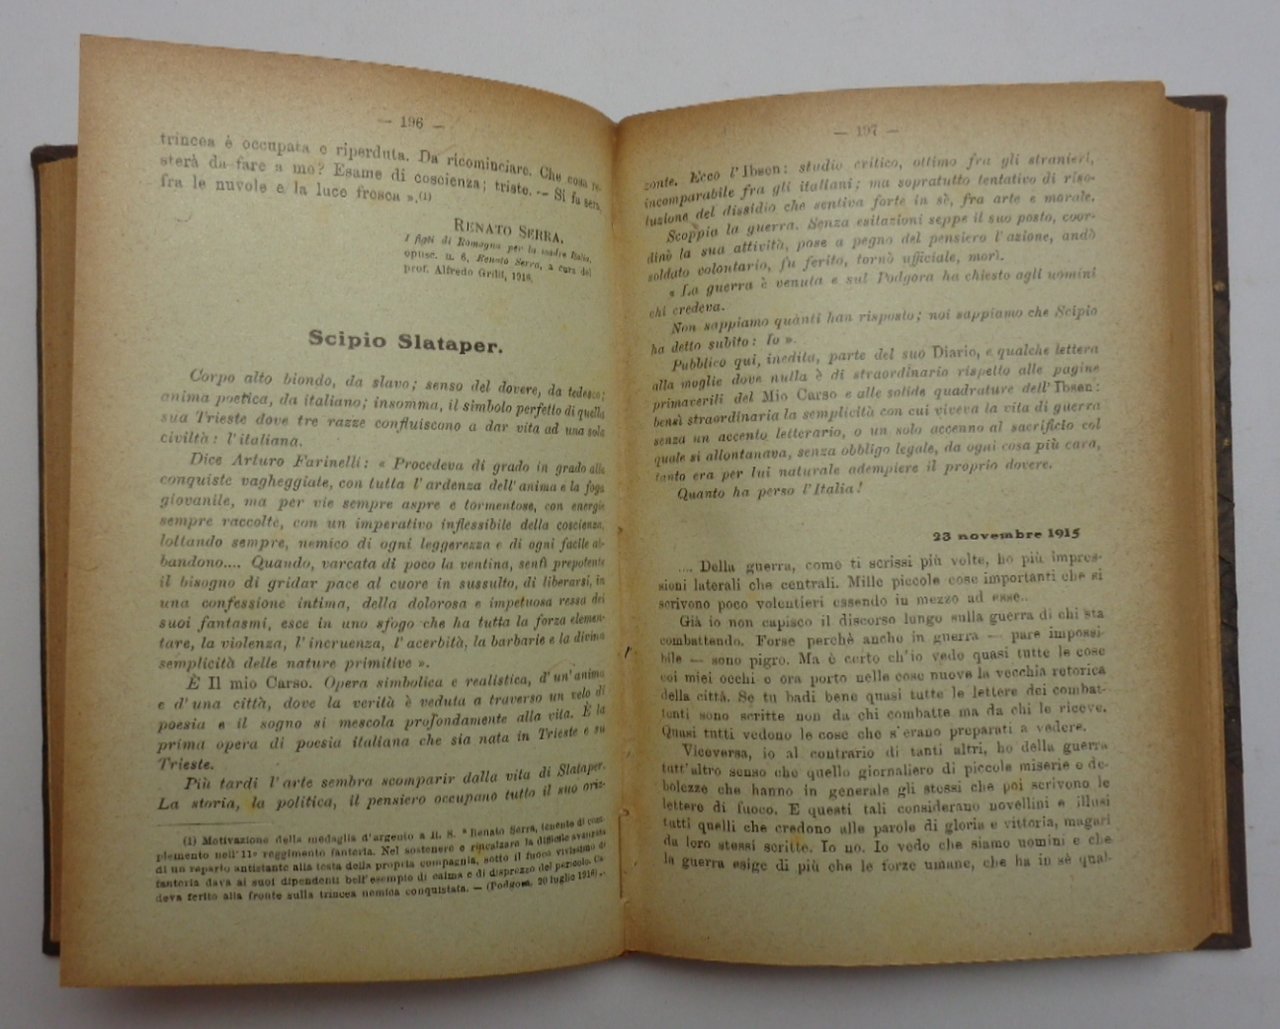 — 196 —
trincea è occupata e riperduta. Da ricominciare. Che cosa re-
sterà da fare a me? Esame di coscienza; triste. — Si fa sera,
fra le nuvole e la luce fresca ».(1)
RENATO SERRA.
I figli di Romagna per la madre Italia,
opusc. n. 6, Renato Serra, a cura del
prof. Alfredo Grilli, 1918.
Scipio Slataper.
Corpo alto biondo, da slavo; senso del dovere, da tedesco;
anima poetica, da italiano; insomma, il simbolo perfetto di quella
sua Trieste dove tre razze confluiscono a dar vita ad una sola
civiltà: l'italiana.
Dice Arturo Farinelli: « Procedeva di grado in grado alle
conquiste vagheggiate, con tutta l'ardenza dell'anima e la foga
giovanile, ma per vie sempre aspre e tormentose, con energie
sempre raccolte, con un imperativo inflessibile della coscienza,
lottando sempre, nemico di ogni leggerezza e di ogni facile ab-
bandono.... Quando, varcata di poco la ventina, sentì prepotente
il bisogno di gridar pace al cuore in sussulto, di liberarsi, in
una confessione intima, della dolorosa e impetuosa ressa dei
suoi fantasmi, esce in uno sfogo che ha tutta la forza elemen-
tare, la violenza, l'incruenza, l'acerbità, la barbarie e la divina
semplicità delle nature primitive ».
È Il mio Carso. Opera simbolica e realistica, d'un'anima
e d'una città, dove la verità è veduta a traverso un velo di
poesia e il sogno si mescola profondamente alla vita. È la
prima opera di poesia italiana che sia nata in Trieste e su
Trieste.
Più tardi l'arte sembra scomparir dalla vita di Slataper.
La storia, la politica, il pensiero occupano tutto il suo oriz-
(1) Motivazione della medaglia d'argento a R. S. « Renato Serra, tenente di com-
plemento nell'11º reggimento fanteria. Nel sostenere e rincalzare la difficile avanzata
di un reparto antistante alla testa della propria compagnia, sotto il fuoco vivissimo di
fanteria dava ai suoi dipendenti bell'esempio di calma e di disprezzo del pericolo. Ca-
deva ferito alla fronte sulla trincea nemica conquistata. — (Podgora, 20 luglio 1915).»
— 197 —
zonte. Ecco l'Ibsen: studio critico, ottimo fra gli stranieri,
incomparabile fra gli italiani; ma sopratutto tentativo di riso-
luzione del dissidio che sentiva forte in sè, fra arte e morale.
Scoppia la guerra. Senza esitazioni seppe il suo posto, coor-
dinò la sua attività, pose a pegno del pensiero l'azione, andò
soldato volontario, fu ferito, tornò ufficiale, morì.
« La guerra è venuta e sul Podgora ha chiesto agli uomini
chi credeva.
Non sappiamo quanti han risposto; noi sappiamo che Scipio
ha detto subito: Io ».
Pubblico qui, inedita, parte del suo Diario, e qualche lettera
alla moglie dove nulla è di straordinario rispetto alle pagine
primaverili del Mio Carso e alle solide quadrature dell'Ibsen:
bensì straordinaria la semplicità con cui viveva la vita di guerra
senza un accento letterario, o un solo accenno al sacrificio col
quale si allontanava, senza obbligo legale, da ogni cosa più cara,
tanto era per lui naturale adempiere il proprio dovere.
Quanto ha perso l'Italia!
23 novembre 1915
.... Della guerra, come ti scrissi più volte, ho più impres-
sioni laterali che centrali. Mille piccole cose importanti che si
scrivono poco volentieri essendo in mezzo ad esse..
Già io non capisco il discorso lungo sulla guerra di chi sta
combattendo. Forse perchè anche in guerra — pare impossi-
bile — sono pigro. Ma è certo ch'io vedo quasi tutte le cose
coi miei occhi e ora porto nelle cose nuove la vecchia retorica
della città. Se tu badi bene quasi tutte le lettere dei combat-
tenti sono scritte non da chi combatte ma da chi le riceve.
Quasi tutti vedono le cose che s'erano preparati a vedere.
Viceversa, io al contrario di tanti altri, ho della guerra
tutt'altro senso che quello giornaliero di piccole miserie e de-
bolezze che hanno in generale gli stessi che poi scrivono le
lettere di fuoco. E questi tali considerano novellini e illusi
tutti quelli che credono alle parole di gloria e vittoria, magari
da loro stessi scritte. Io no. Io vedo che siamo uomini e che
la guerra esige di più che le forze umane, che ha in sè qual-